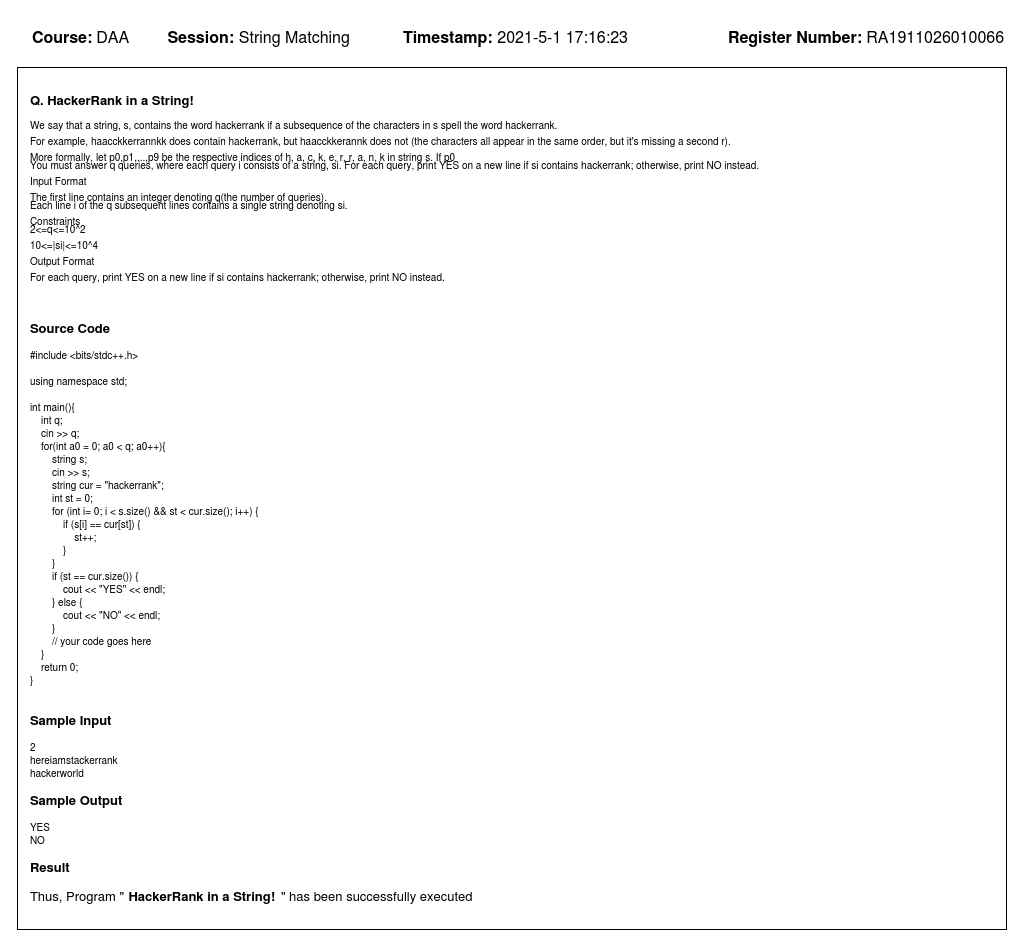 Course: DAA Session: String Matching Timestamp: 2021-5-1 17:16:23 Register Number: RA1911026010066
Q. HackerRank in a String!
We say that a string, s, contains the word hackerrank if a subsequence of the characters in s spell the word hackerrank.
For example, haacckkerrannkk does contain hackerrank, but haacckkerannk does not (the characters all appear in the same order, but it's missing a second r).
More formally, let p0,p1,...,p9 be the respective indices of h, a, c, k, e, r, r, a, n, k in string s. If p0
You must answer q queries, where each query i consists of a string, si. For each query, print YES on a new line if si contains hackerrank; otherwise, print NO instead.
Input Format
The first line contains an integer denoting q(the number of queries).
Each line i of the q subsequent lines contains a single string denoting si.
Constraints
2<=q<=10^2
10<=|si|<=10^4
Output Format
For each query, print YES on a new line if si contains hackerrank; otherwise, print NO instead.
Source Code
#include <bits/stdc++.h>
using namespace std;
int main(){
int q;
cin >> q;
for(int a0 = 0; a0 < q; a0++){
string s;
cin >> s;
string cur = "hackerrank";
int st = 0;
for (int i= 0; i < s.size() && st < cur.size(); i++) {
if (s[i] == cur[st]) {
st++;
}
}
if (st == cur.size()) {
cout << "YES" << endl;
} else {
cout << "NO" << endl;
}
// your code goes here
}
return 0;
}
Sample Input
2
hereiamstackerrank
hackerworld
Sample Output
YES
NO
Result
Thus, Program " HackerRank in a String! " has been successfully executed